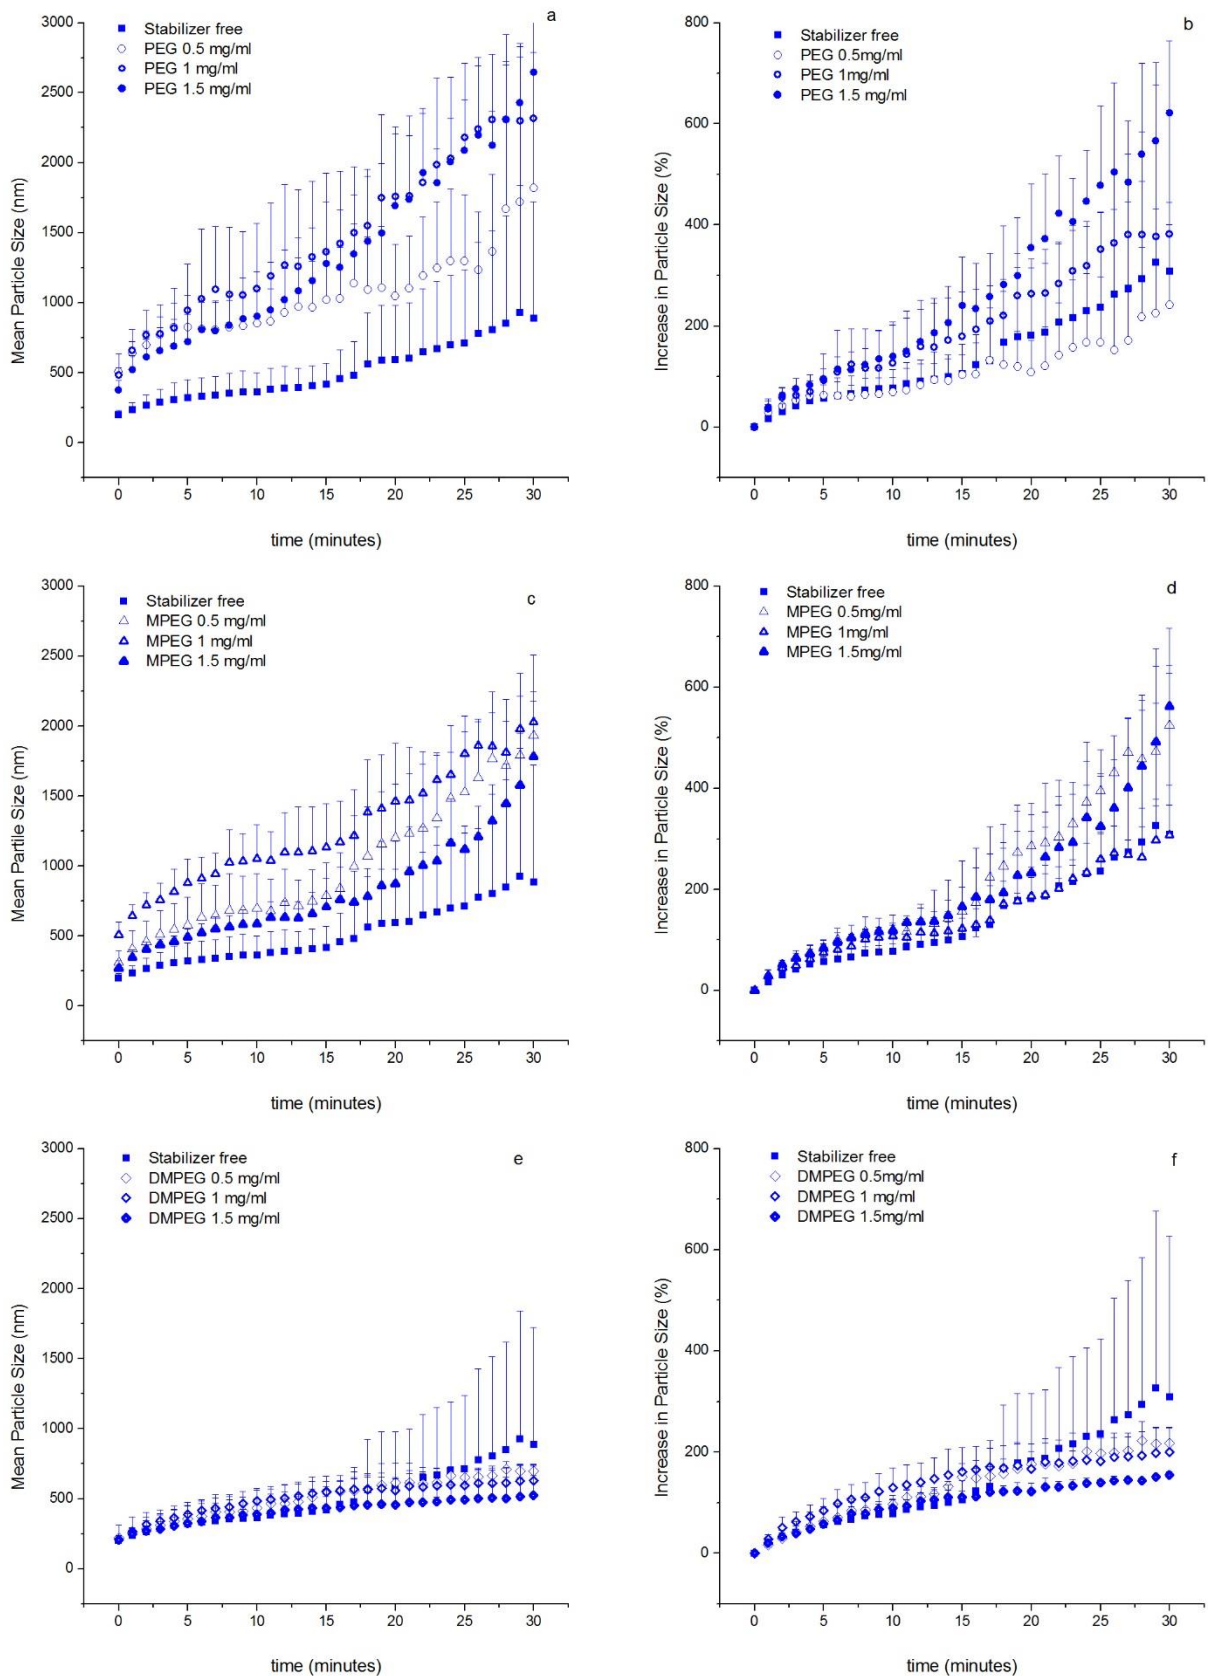 a
3000
2500
2000
1500
1000
500
0
Mean Particle Size (nm)
Stabilizer free
PEG 0.5 mg/ml
PEG 1 mg/ml
PEG 1.5 mg/ml
0 5 10 15 20 25 30
time (minutes)
b
800
600
400
200
0
Increase in Particle Size (%)
Stabilizer free
PEG 0.5mg/ml
PEG 1mg/ml
PEG 1.5 mg/ml
0 5 10 15 20 25 30
time (minutes)
c
3000
2500
2000
1500
1000
500
0
Mean Partile Size (nm)
Stabilizer free
MPEG 0.5 mg/ml
MPEG 1 mg/ml
MPEG 1.5 mg/ml
0 5 10 15 20 25 30
time (minutes)
d
800
600
400
200
0
Increase in Particle Size (%)
Stabilizer free
MPEG 0.5mg/ml
MPEG 1mg/ml
MPEG 1.5mg/ml
0 5 10 15 20 25 30
time (minutes)
e
3000
2500
2000
1500
1000
500
0
Mean Particle Size (nm)
Stabilizer free
DMPEG 0.5 mg/ml
DMPEG 1 mg/ml
DMPEG 1.5 mg/ml
0 5 10 15 20 25 30
time (minutes)
f
800
600
400
200
0
Increase in Particle Size (%)
Stabilizer free
DMPEG 0.5mg/ml
DMPEG 1 mg/ml
DMPEG 1.5mg/ml
0 5 10 15 20 25 30
time (minutes)